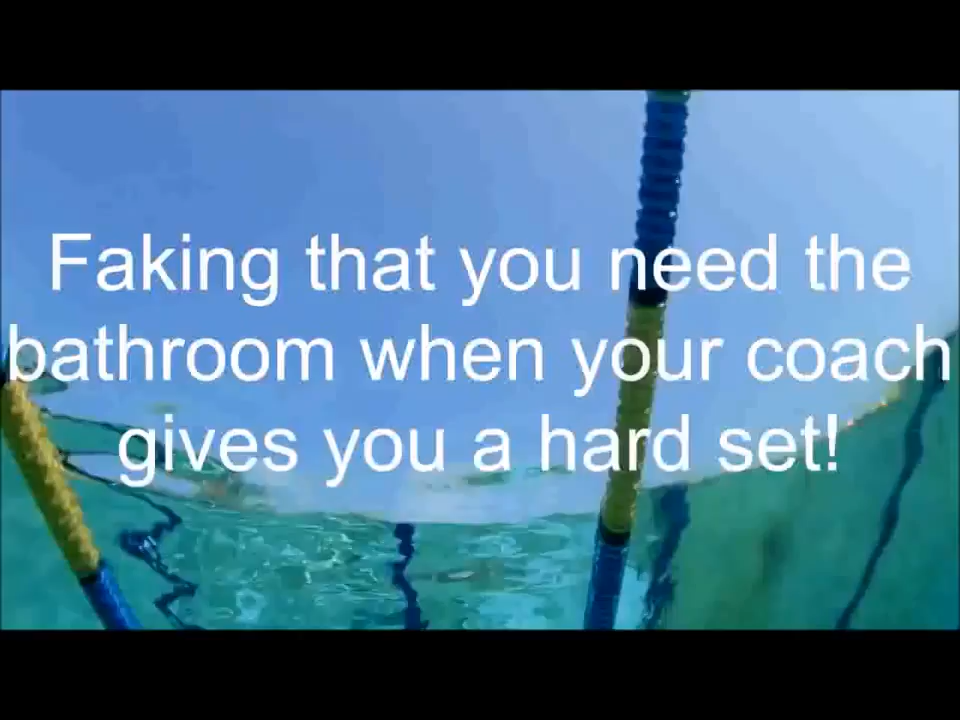 Faking that you need the
bathroom when your coach
gives you a hard set!